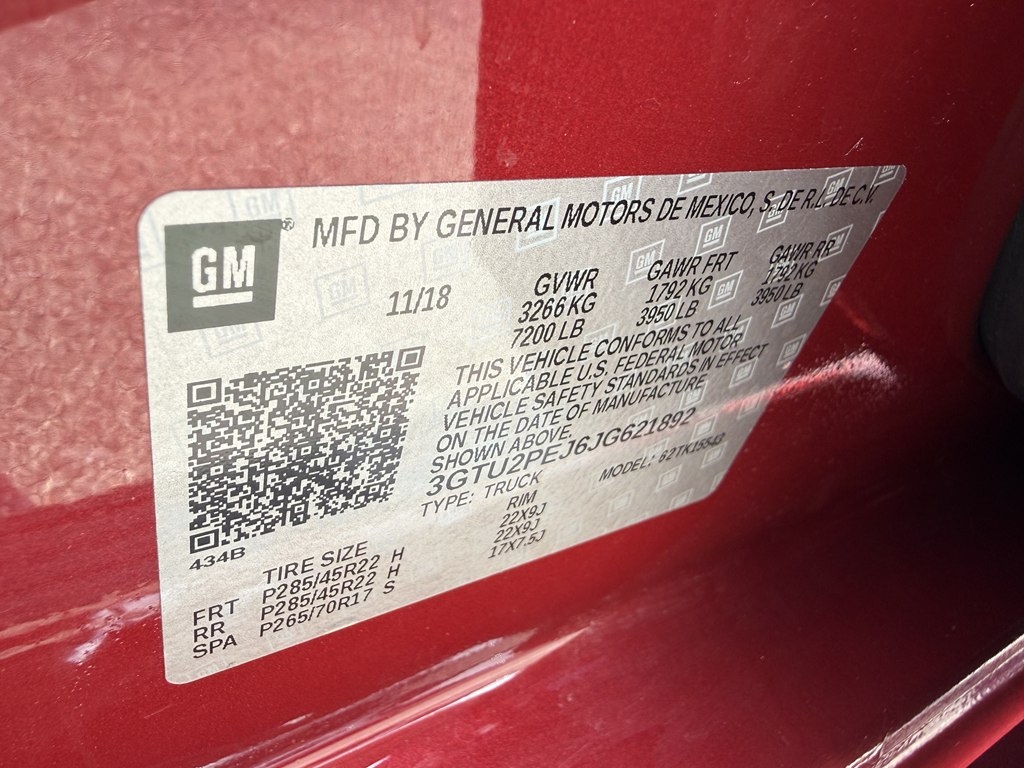 GM® MFD BY GENERAL MOTORS DE MEXICO, S. DE R.L. DE C.V.
11/18 GVWR GAWR FRT GAWR RR
3266 KG 1792 KG 1792 KG
7200 LB 3950 LB 3950 LB
THIS VEHICLE CONFORMS TO ALL
APPLICABLE U.S. FEDERAL MOTOR
VEHICLE SAFETY STANDARDS IN EFFECT
ON THE DATE OF MANUFACTURE
SHOWN ABOVE.
3GTU2PEJ6JG621892
TYPE: TRUCK MODEL: 62TK15543
434B
TIRE SIZE RIM
FRT P285/45R22 H 22X9J
RR P285/45R22 H 22X9J
SPA P265/70R17 S 17X7.5J